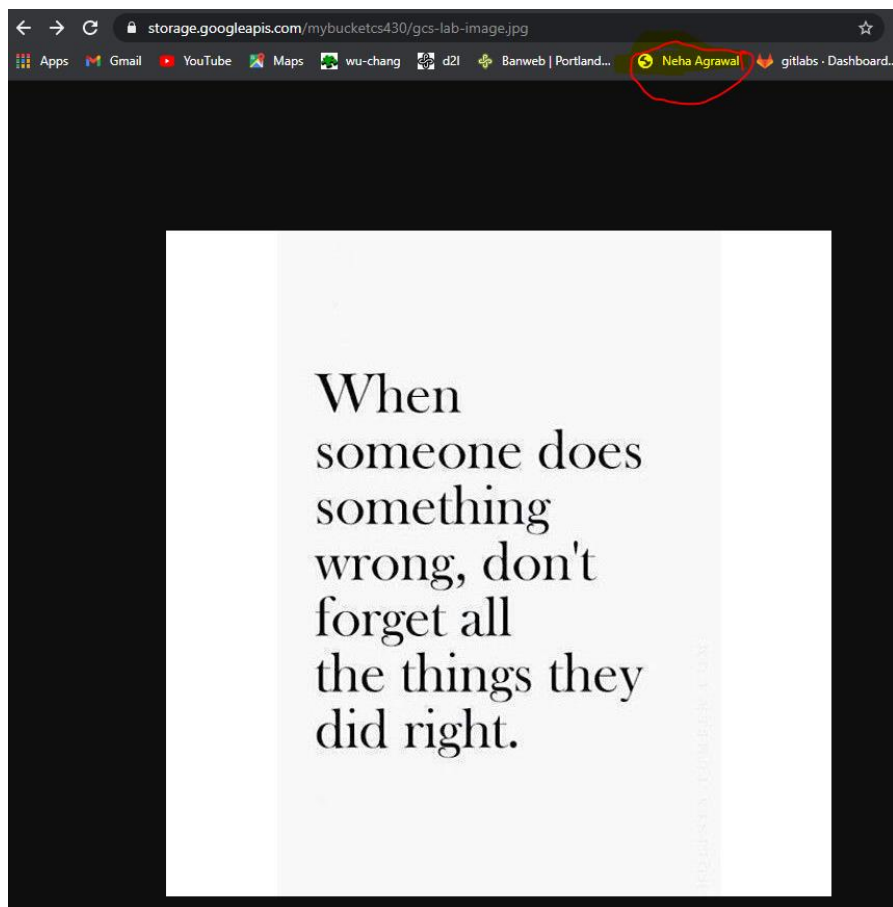 storage.googleapis.com/mybucketcs430/gcs-lab-image.jpg
Apps Gmail YouTube Maps wu-chang d2l Banweb | Portland... Neha Agrawal gitlabs · Dashboard...
When
someone does
something
wrong, don't
forget all
the things they
did right.